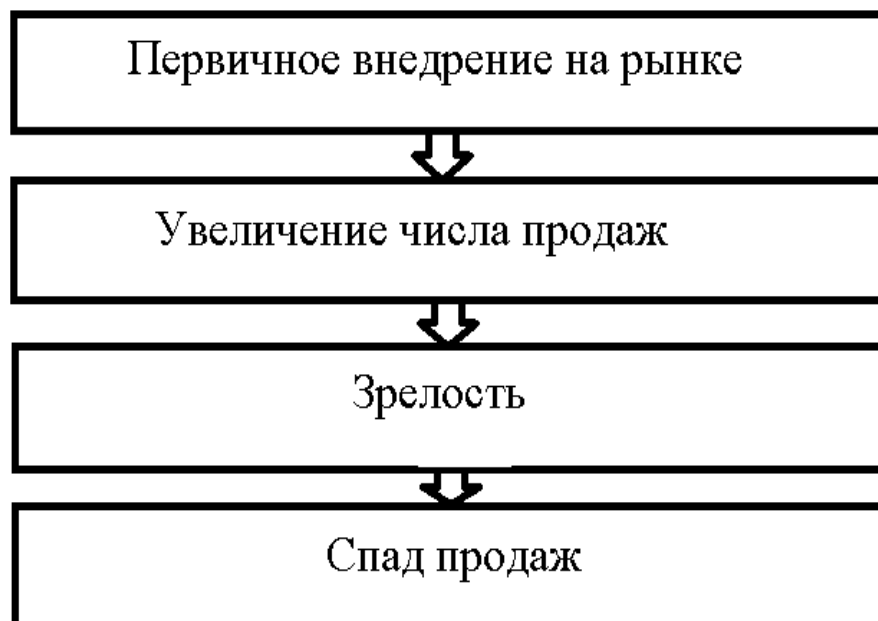 Первичное внедрение на рынке
Увеличение числа продаж
Зрелость
Спад продаж